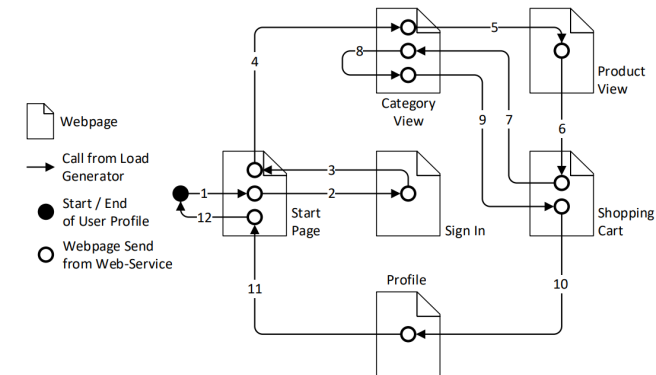 5
8
4
Product
View
Category
View
Webpage
9
7
6
Call from Load
Generator
3
1
2
Start / End
of User Profile
12
Start
Page
Sign In
Shopping
Cart
Webpage Send
from Web-Service
11
Profile
10